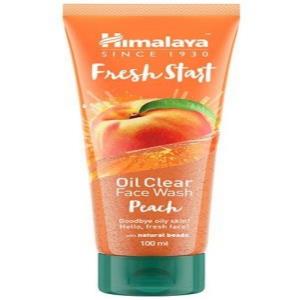 Himalaya
SINCE 1930
Fresh Start
Oil Clear
Face Wash
Peach
Goodbye oily skin!
Hello, fresh face!
with natural beads
100 ml